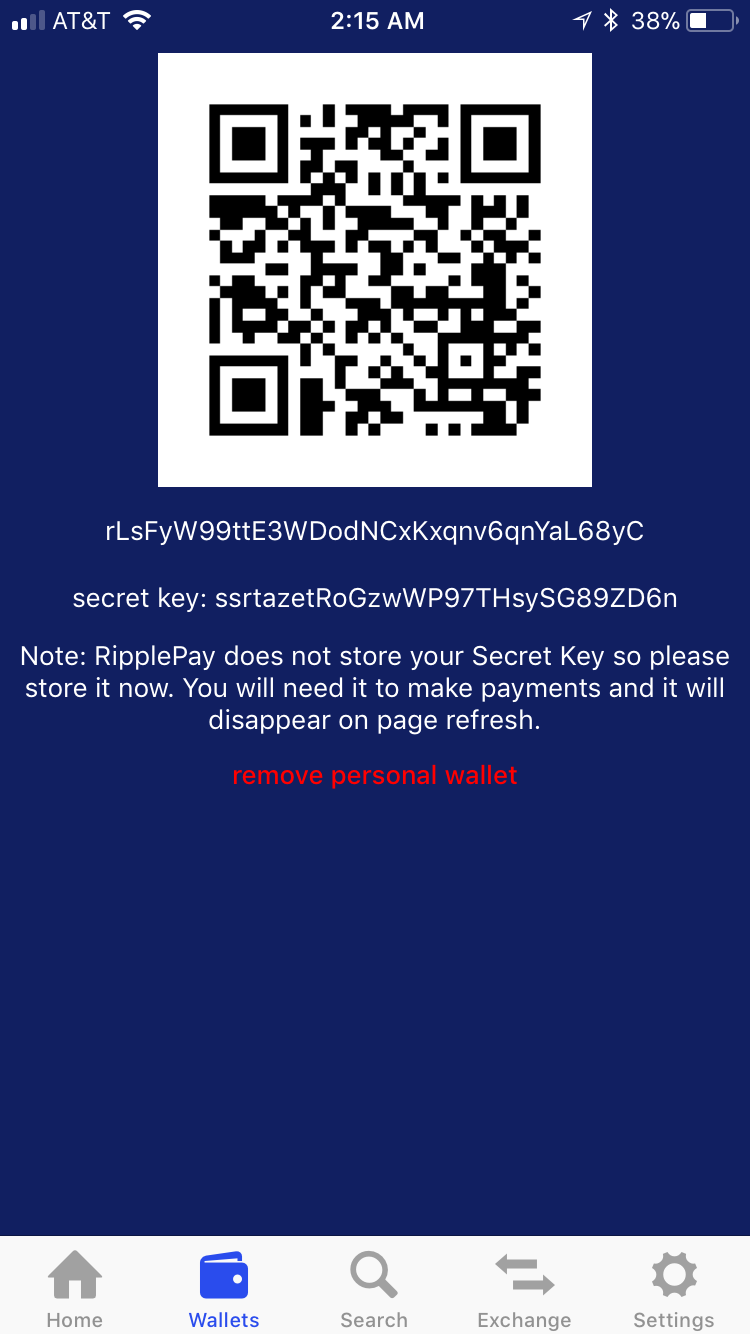 AT&T 2:15 AM 38%
rLsFyW99ttE3WDodNCxKxqnv6qnYaL68yC
secret key: ssrtazetRoGzwWP97THsySG89ZD6n
Note: RipplePay does not store your Secret Key so please
store it now. You will need it to make payments and it will
disappear on page refresh.
remove personal wallet
Home Wallets Search Exchange Settings